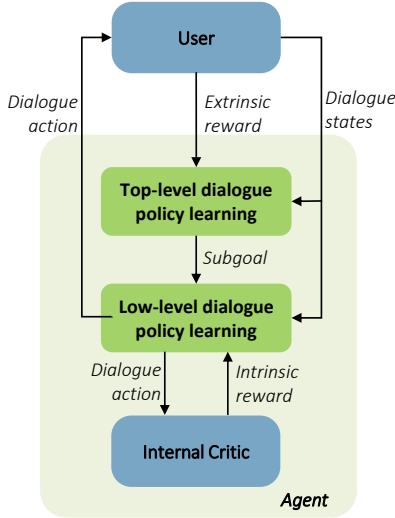 User
Dialogue
action
Extrinsic
reward
Dialogue
states
Top-level dialogue
policy learning
Subgoal
Low-level dialogue
policy learning
Dialogue
action
Intrinsic
reward
Internal Critic
Agent